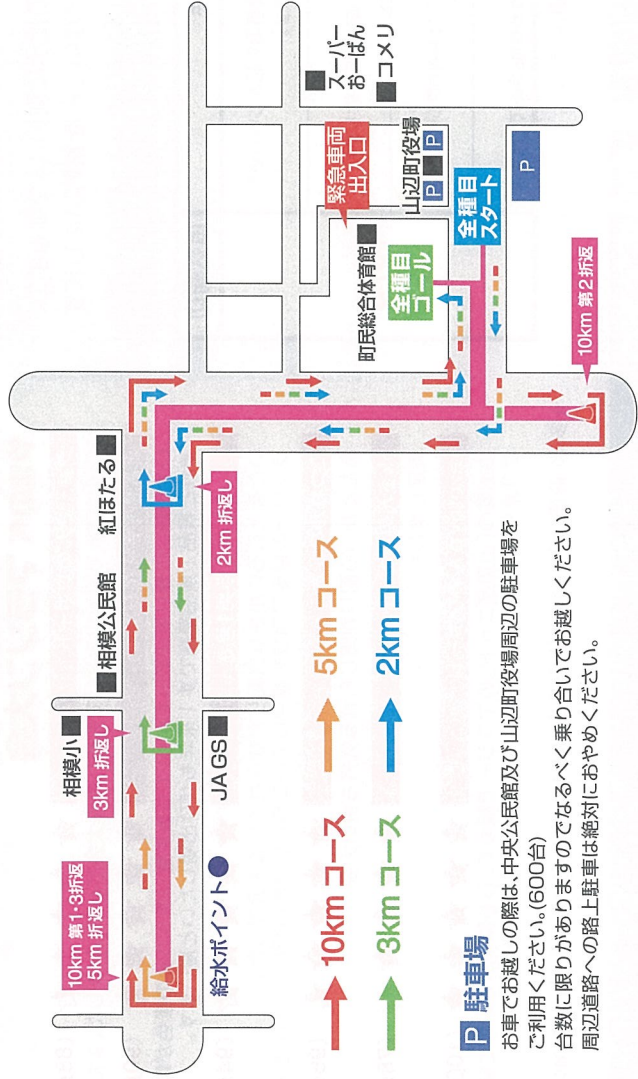 スーパー
おーばん
コメリ
緊急車両
出入口
山辺町役場
P
P
P
全種目
スタート
町民総合体育館
全種目
ゴール
10km 第2折返
紅ほたる
2km 折返し
相模公民館
相模小
3km 折返し
JA GS
10km 第1・3折返
5km 折返し
給水ポイント
10km コース
5km コース
3km コース
2km コース
P 駐車場
お車でお越しの際は、中央公民館及び山辺町役場周辺の駐車場を
ご利用ください。(600台)
台数に限りがありますのでなるべく乗り合いでお越しください。
周辺道路への路上駐車は絶対におやめください。